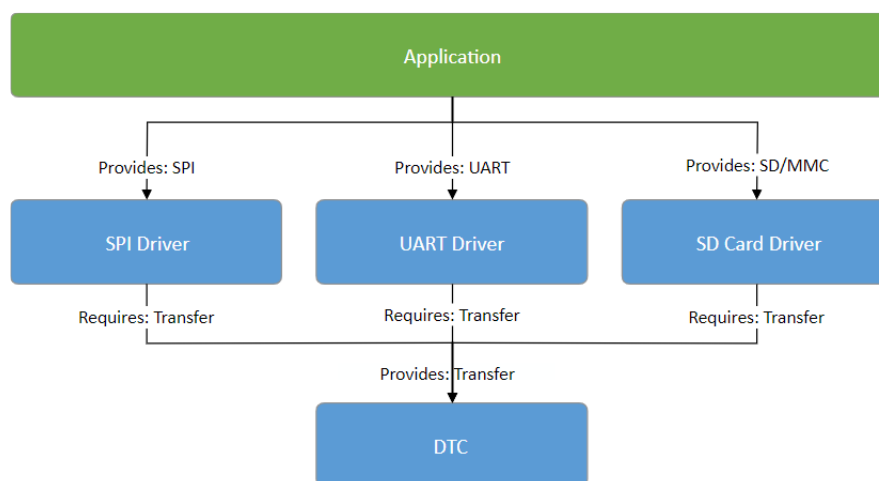 Application
Provides: SPI
Provides: UART
Provides: SD/MMC
SPI Driver
UART Driver
SD Card Driver
Requires: Transfer
Requires: Transfer
Requires: Transfer
Provides: Transfer
DTC